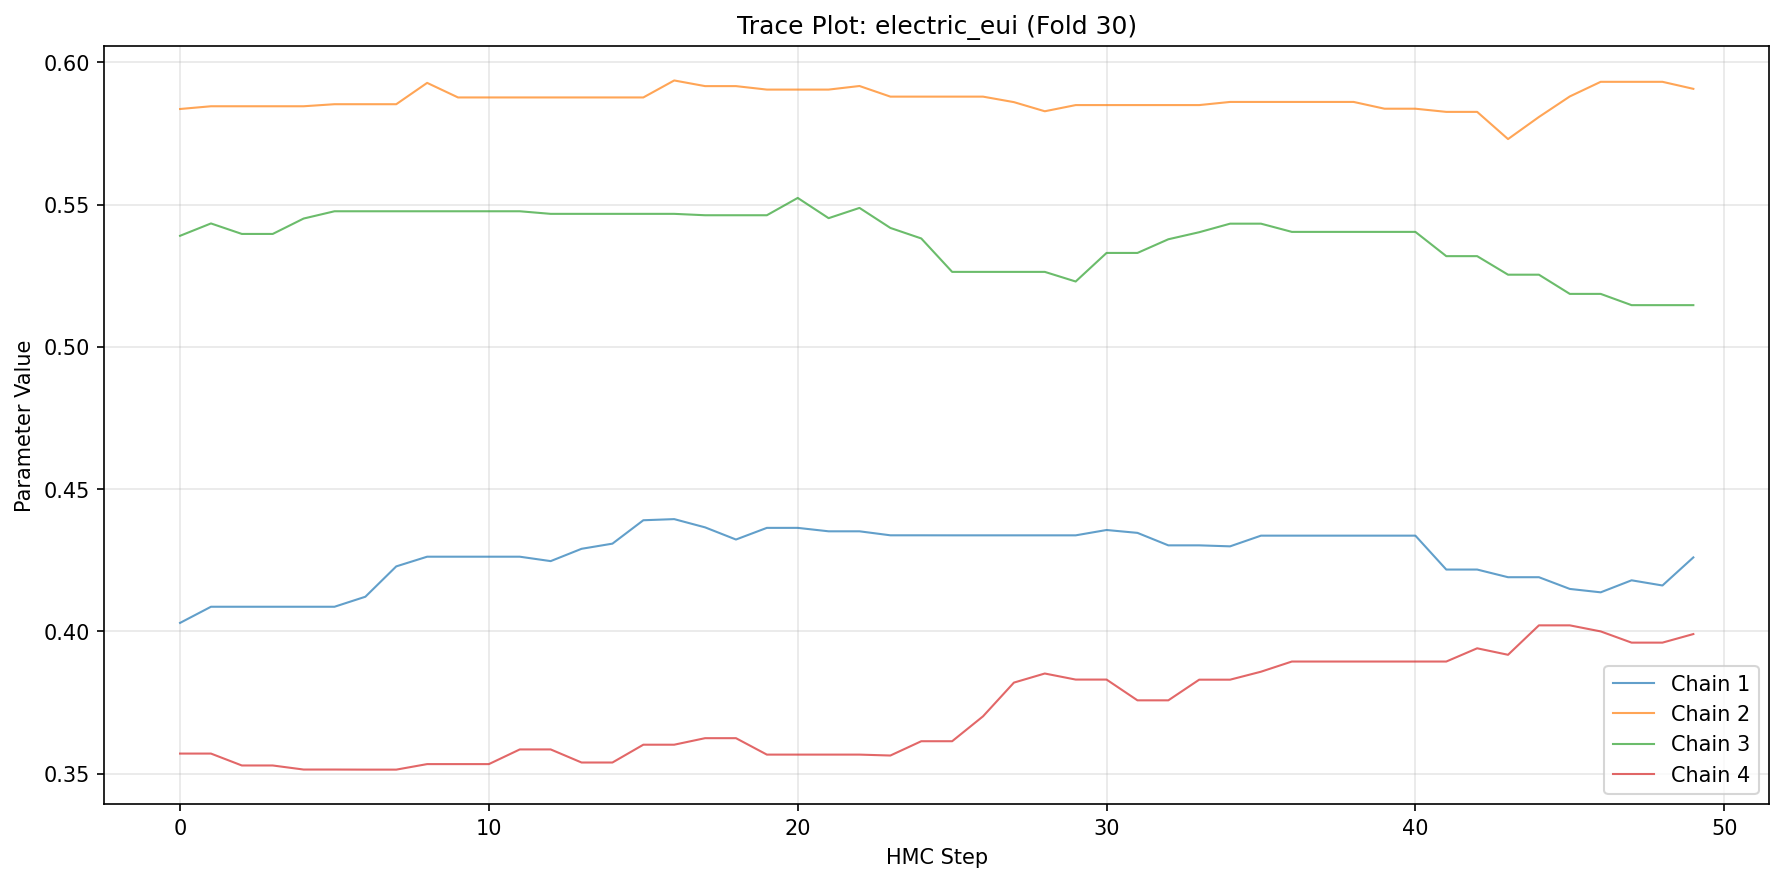 Trace Plot: electric_eui (Fold 30)
Parameter Value
0.60
0.55
0.50
0.45
0.40
0.35
Chain 1
Chain 2
Chain 3
Chain 4
0 10 20 30 40 50
HMC Step